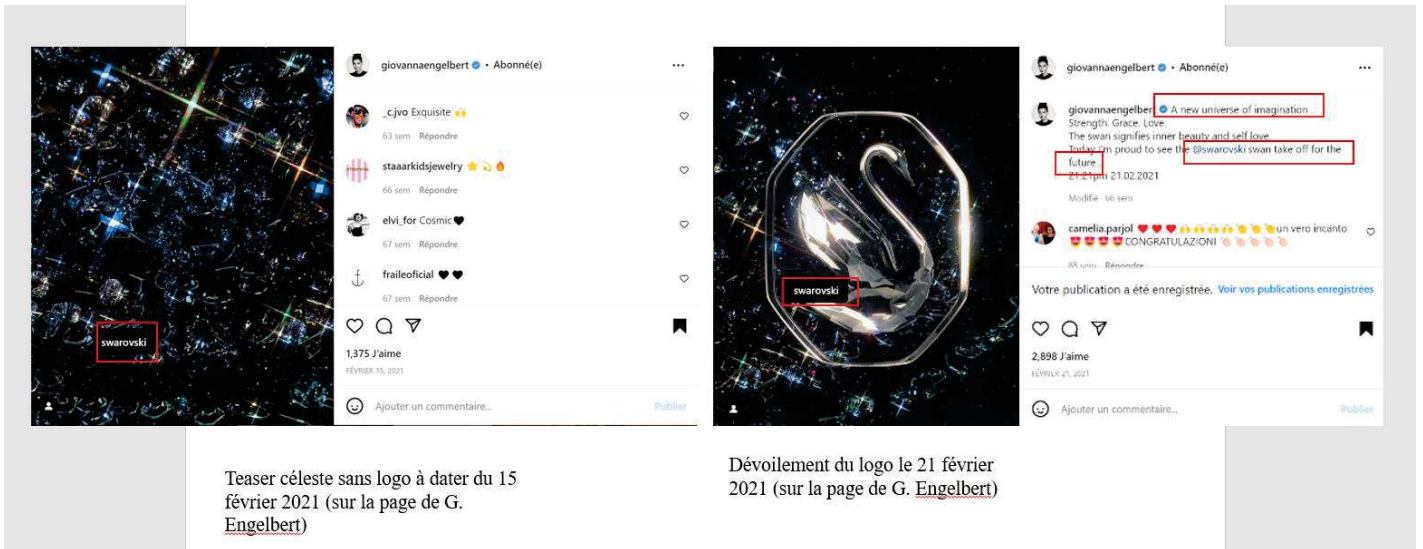 giovannaengelbert • Abonné(e)
_c.jvo Exquisite 🙌
63 sem Répondre
staaarkidsjewelry ⭐ 💫 🔥
66 sem Répondre
elvi_for Cosmic🖤
67 sem Répondre
fraileoficial 🖤 🖤
67 sem Répondre
1,375 J'aime
FÉVRIER 15, 2021
Ajouter un commentaire...
Publier
swarovski
giovannaengelbert • Abonné(e)
giovannaengelbert A new universe of imagination .
Strength. Grace. Love.
The swan signifies inner beauty and self love.
Today I'm proud to see the @swarovski swan take off for the
future
21:21pm 21.02.2021
Modifié · 66 sem
camelia.parjol ❤️ ❤️ ❤️ 🙌🙌🙌🙌👏👏👏un vero incanto
😍😍😍😍CONGRATULAZIONI 👏🏻👏🏻👏🏻👏🏻👏🏻
65 sem Répondre
Votre publication a été enregistrée. Voir vos publications enregistrées
2,898 J'aime
FÉVRIER 21, 2021
Ajouter un commentaire...
Publier
swarovski
Teaser céleste sans logo à dater du 15
février 2021 (sur la page de G.
Engelbert)
Dévoilement du logo le 21 février
2021 (sur la page de G. Engelbert)